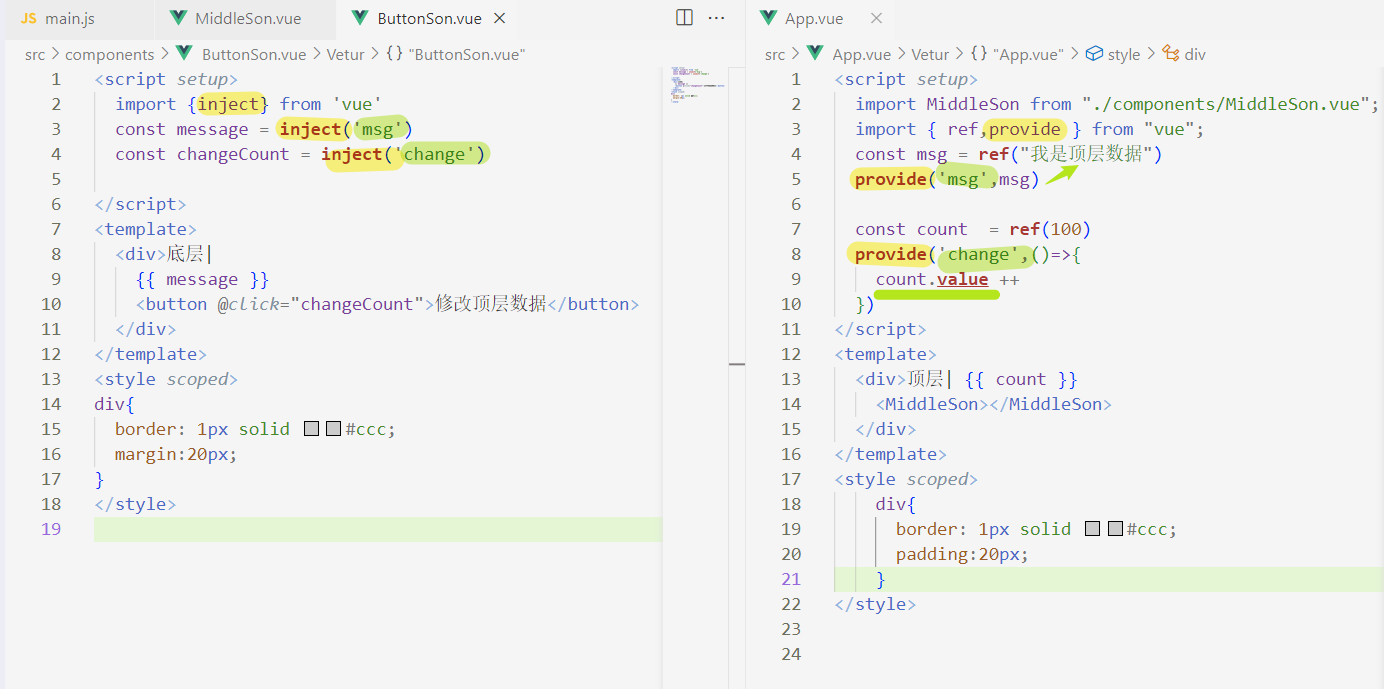 JS main.js MiddleSon.vue ButtonSon.vue × ···
src > components > ButtonSon.vue > Vetur > {} "ButtonSon.vue"
1 <script setup>
2 import {inject} from 'vue'
3 const message = inject('msg')
4 const changeCount = inject('change')
5
6 </script>
7 <template>
8 <div>底层|
9 {{ message }}
10 <button @click="changeCount">修改顶层数据</button>
11 </div>
12 </template>
13 <style scoped>
14 div{
15 border: 1px solid #ccc;
16 margin:20px;
17 }
18 </style>
19
App.vue ×
src > App.vue > Vetur > {} "App.vue" > style > div
1 <script setup>
2 import MiddleSon from "./components/MiddleSon.vue";
3 import { ref,provide } from "vue";
4 const msg = ref("我是顶层数据")
5 provide('msg',msg)
6
7 const count = ref(100)
8 provide('change',()=>{
9 count.value ++
10 })
11 </script>
12 <template>
13 <div>顶层| {{ count }}
14 <MiddleSon></MiddleSon>
15 </div>
16 </template>
17 <style scoped>
18 div{
19 border: 1px solid #ccc;
20 padding:20px;
21 }
22 </style>
23
24